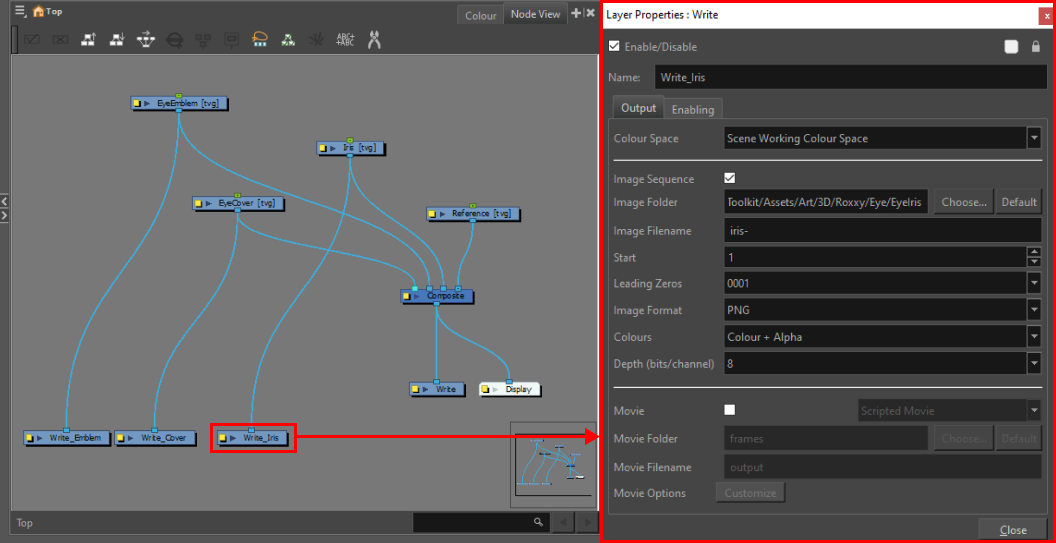 Top
Colour
Node View
ABC+
+ABC
EyeEmblem [tvg]
Iris [tvg]
EyeCover [tvg]
Reference [tvg]
Composite
Write
Display
Write_Emblem
Write_Cover
Write_Iris
Top
Layer Properties : Write
Enable/Disable
Name: Write_Iris
Output Enabling
Colour Space Scene Working Colour Space
Image Sequence
Image Folder Toolkit/Assets/Art/3D/Roxxy/Eye/EyeIris Choose... Default
Image Filename iris-
Start 1
Leading Zeros 0001
Image Format PNG
Colours Colour + Alpha
Depth (bits/channel) 8
Movie Scripted Movie
Movie Folder frames Choose... Default
Movie Filename output
Movie Options Customize
Close